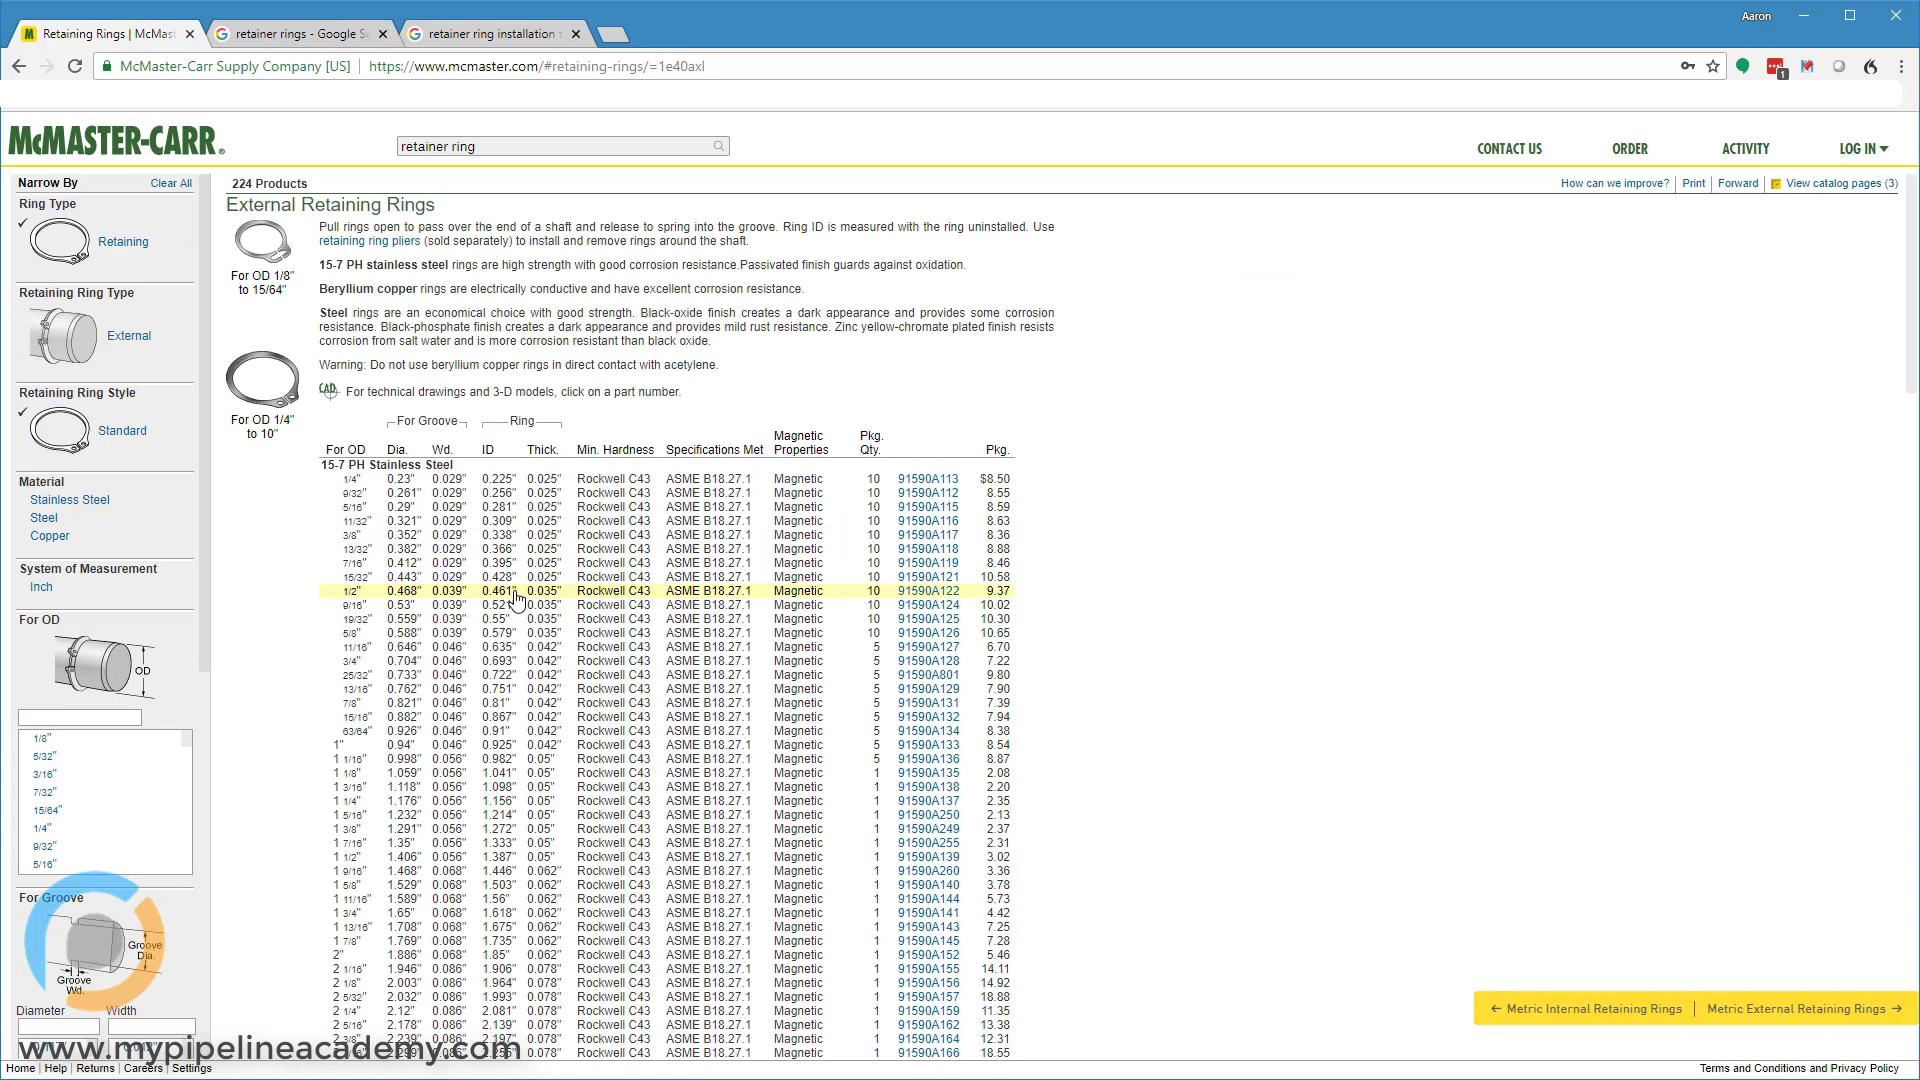 Aaron
Retaining Rings | McMast
retainer rings - Google Se
retainer ring installation t
McMaster-Carr Supply Company [US] https://www.mcmaster.com/#retaining-rings/=1e40axl
1
McMASTER-CARR®
retainer ring
CONTACT US ORDER ACTIVITY LOG IN
Narrow By Clear All
Ring Type
Retaining
Retaining Ring Type
External
Retaining Ring Style
Standard
Material
Stainless Steel
Steel
Copper
System of Measurement
Inch
For OD
OD
1/8"
5/32"
3/16"
7/32"
15/64"
1/4"
9/32"
5/16"
For Groove
Groove
Dia.
Groove
Wd.
Diameter Width
224 Products
How can we improve? Print Forward View catalog pages (3)
External Retaining Rings
For OD 1/8"
to 15/64"
For OD 1/4"
to 10"
Pull rings open to pass over the end of a shaft and release to spring into the groove. Ring ID is measured with the ring uninstalled. Use
retaining ring pliers (sold separately) to install and remove rings around the shaft.
15-7 PH stainless steel rings are high strength with good corrosion resistance.Passivated finish guards against oxidation.
Beryllium copper rings are electrically conductive and have excellent corrosion resistance.
Steel rings are an economical choice with good strength. Black-oxide finish creates a dark appearance and provides some corrosion
resistance. Black-phosphate finish creates a dark appearance and provides mild rust resistance. Zinc yellow-chromate plated finish resists
corrosion from salt water and is more corrosion resistant than black oxide.
Warning: Do not use beryllium copper rings in direct contact with acetylene.
CAD For technical drawings and 3-D models, click on a part number.
For Groove Ring
Magnetic Pkg.
For OD Dia. Wd. ID Thick. Min. Hardness Specifications Met Properties Qty. Pkg.
15-7 PH Stainless Steel
1/4" 0.23" 0.029" 0.225" 0.025" Rockwell C43 ASME B18.27.1 Magnetic 10 91590A113 $8.50
9/32" 0.261" 0.029" 0.256" 0.025" Rockwell C43 ASME B18.27.1 Magnetic 10 91590A112 8.55
5/16" 0.29" 0.029" 0.281" 0.025" Rockwell C43 ASME B18.27.1 Magnetic 10 91590A115 8.59
11/32" 0.321" 0.029" 0.309" 0.025" Rockwell C43 ASME B18.27.1 Magnetic 10 91590A116 8.63
3/8" 0.352" 0.029" 0.338" 0.025" Rockwell C43 ASME B18.27.1 Magnetic 10 91590A117 8.36
13/32" 0.382" 0.029" 0.366" 0.025" Rockwell C43 ASME B18.27.1 Magnetic 10 91590A118 8.88
7/16" 0.412" 0.029" 0.395" 0.025" Rockwell C43 ASME B18.27.1 Magnetic 10 91590A119 8.46
15/32" 0.443" 0.029" 0.428" 0.025" Rockwell C43 ASME B18.27.1 Magnetic 10 91590A121 10.58
1/2" 0.468" 0.039" 0.461" 0.035" Rockwell C43 ASME B18.27.1 Magnetic 10 91590A122 9.37
9/16" 0.53" 0.039" 0.521" 0.035" Rockwell C43 ASME B18.27.1 Magnetic 10 91590A124 10.02
19/32" 0.559" 0.039" 0.55" 0.035" Rockwell C43 ASME B18.27.1 Magnetic 10 91590A125 10.30
5/8" 0.588" 0.039" 0.579" 0.035" Rockwell C43 ASME B18.27.1 Magnetic 10 91590A126 10.65
11/16" 0.646" 0.046" 0.635" 0.042" Rockwell C43 ASME B18.27.1 Magnetic 5 91590A127 6.70
3/4" 0.704" 0.046" 0.693" 0.042" Rockwell C43 ASME B18.27.1 Magnetic 5 91590A128 7.22
25/32" 0.733" 0.046" 0.722" 0.042" Rockwell C43 ASME B18.27.1 Magnetic 5 91590A801 9.80
13/16" 0.762" 0.046" 0.751" 0.042" Rockwell C43 ASME B18.27.1 Magnetic 5 91590A129 7.90
7/8" 0.821" 0.046" 0.81" 0.042" Rockwell C43 ASME B18.27.1 Magnetic 5 91590A131 7.39
15/16" 0.882" 0.046" 0.867" 0.042" Rockwell C43 ASME B18.27.1 Magnetic 5 91590A132 7.94
63/64" 0.926" 0.046" 0.91" 0.042" Rockwell C43 ASME B18.27.1 Magnetic 5 91590A134 8.38
1" 0.94" 0.046" 0.925" 0.042" Rockwell C43 ASME B18.27.1 Magnetic 5 91590A133 8.54
1 1/16" 0.998" 0.046" 0.982" 0.05" Rockwell C43 ASME B18.27.1 Magnetic 5 91590A136 8.87
1 1/8" 1.059" 0.056" 1.041" 0.05" Rockwell C43 ASME B18.27.1 Magnetic 1 91590A135 2.08
1 3/16" 1.118" 0.056" 1.098" 0.05" Rockwell C43 ASME B18.27.1 Magnetic 1 91590A138 2.20
1 1/4" 1.176" 0.056" 1.156" 0.05" Rockwell C43 ASME B18.27.1 Magnetic 1 91590A137 2.35
1 5/16" 1.232" 0.056" 1.214" 0.05" Rockwell C43 ASME B18.27.1 Magnetic 1 91590A250 2.13
1 3/8" 1.291" 0.056" 1.272" 0.05" Rockwell C43 ASME B18.27.1 Magnetic 1 91590A249 2.37
1 7/16" 1.35" 0.056" 1.333" 0.05" Rockwell C43 ASME B18.27.1 Magnetic 1 91590A255 2.31
1 1/2" 1.406" 0.056" 1.387" 0.05" Rockwell C43 ASME B18.27.1 Magnetic 1 91590A139 3.02
1 9/16" 1.468" 0.068" 1.446" 0.062" Rockwell C43 ASME B18.27.1 Magnetic 1 91590A260 3.36
1 5/8" 1.529" 0.068" 1.503" 0.062" Rockwell C43 ASME B18.27.1 Magnetic 1 91590A140 3.78
1 11/16" 1.589" 0.068" 1.56" 0.062" Rockwell C43 ASME B18.27.1 Magnetic 1 91590A144 5.73
1 3/4" 1.65" 0.068" 1.618" 0.062" Rockwell C43 ASME B18.27.1 Magnetic 1 91590A141 4.42
1 13/16" 1.708" 0.068" 1.675" 0.062" Rockwell C43 ASME B18.27.1 Magnetic 1 91590A143 7.25
1 7/8" 1.769" 0.068" 1.735" 0.062" Rockwell C43 ASME B18.27.1 Magnetic 1 91590A145 7.28
2" 1.886" 0.068" 1.85" 0.062" Rockwell C43 ASME B18.27.1 Magnetic 1 91590A152 5.46
2 1/16" 1.946" 0.086" 1.906" 0.078" Rockwell C43 ASME B18.27.1 Magnetic 1 91590A155 14.11
2 1/8" 2.003" 0.086" 1.964" 0.078" Rockwell C43 ASME B18.27.1 Magnetic 1 91590A156 14.92
2 5/32" 2.032" 0.086" 1.993" 0.078" Rockwell C43 ASME B18.27.1 Magnetic 1 91590A157 18.88
2 1/4" 2.12" 0.086" 2.081" 0.078" Rockwell C43 ASME B18.27.1 Magnetic 1 91590A159 11.35
2 5/16" 2.178" 0.086" 2.139" 0.078" Rockwell C43 ASME B18.27.1 Magnetic 1 91590A162 13.38
2 3/8" 2.239" 0.086" 2.197" 0.078" Rockwell C43 ASME B18.27.1 Magnetic 1 91590A164 12.31
0.086" 2.255" 0.078" Rockwell C43 ASME B18.27.1 Magnetic 1 91590A166 18.55
← Metric Internal Retaining Rings Metric External Retaining Rings →
www.mypipelineacademy.com
Home | Help | Returns | Careers | Settings
Terms and Conditions and Privacy Policy